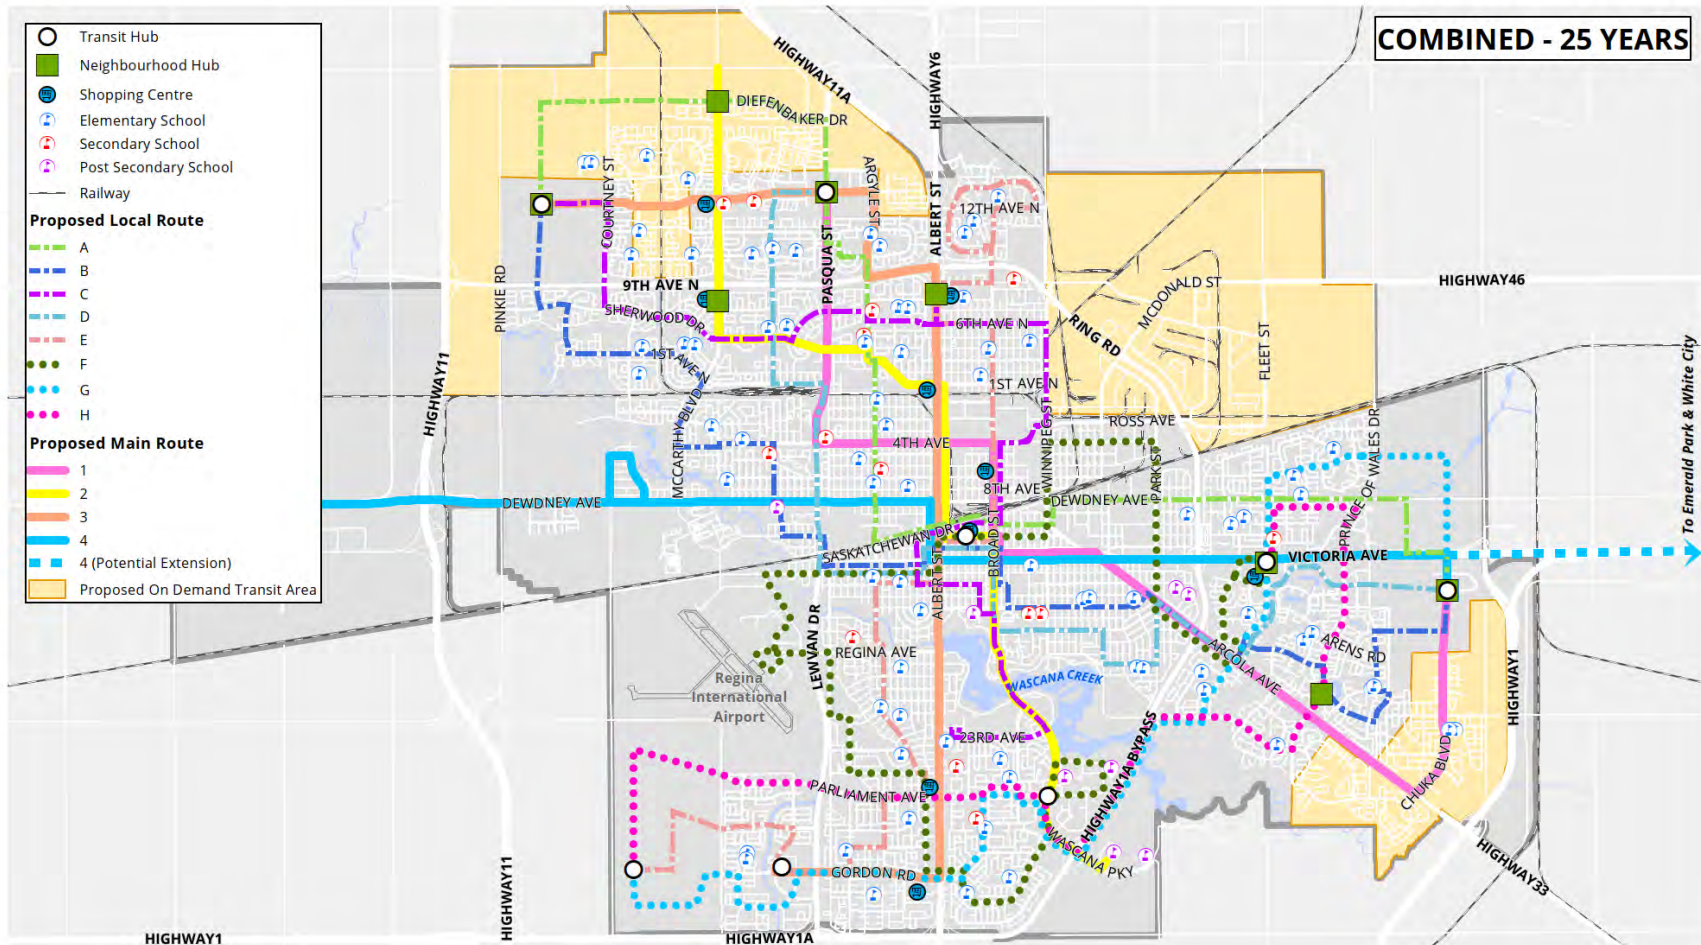 COMBINED - 25 YEARS
Transit Hub
Neighbourhood Hub
Shopping Centre
Elementary School
Secondary School
Post Secondary School
Railway
Proposed Local Route
A
B
C
D
E
F
G
H
Proposed Main Route
1
2
3
4
4 (Potential Extension)
Proposed On Demand Transit Area
HIGHWAY11A
HIGHWAY6
DIEFENBAKER DR
COURTNEY ST
ARGYLE ST
ALBERT ST
12TH AVE N
PASQUA ST
PINKIE RD
9TH AVE N
SHERWOOD DR
6TH AVE N
RING RD
MCDONALD ST
HIGHWAY46
FLEET ST
1ST AVE N
1ST AVE N
HIGHWAY11
MCCARTHY BLVD
WINNIPEG ST
ROSS AVE
4TH AVE
PARK ST
PRINCE OF WALES DR
To Emerald Park & White City
8TH AVE
DEWDNEY AVE
DEWDNEY AVE
SASKATCHEWAN DR
BROAD ST
VICTORIA AVE
ALBERT ST
LEWVAN DR
REGINA AVE
ARCOLA AVE
ARENS RD
Regina
International
Airport
WASCANA CREEK
23RD AVE
HIGHWAY1A BYPASS
HIGHWAY1
CHUKA BLVD
PARLIAMENT AVE
WASCANA PKY
GORDON RD
HIGHWAY33
HIGHWAY11
HIGHWAY1
HIGHWAY1A